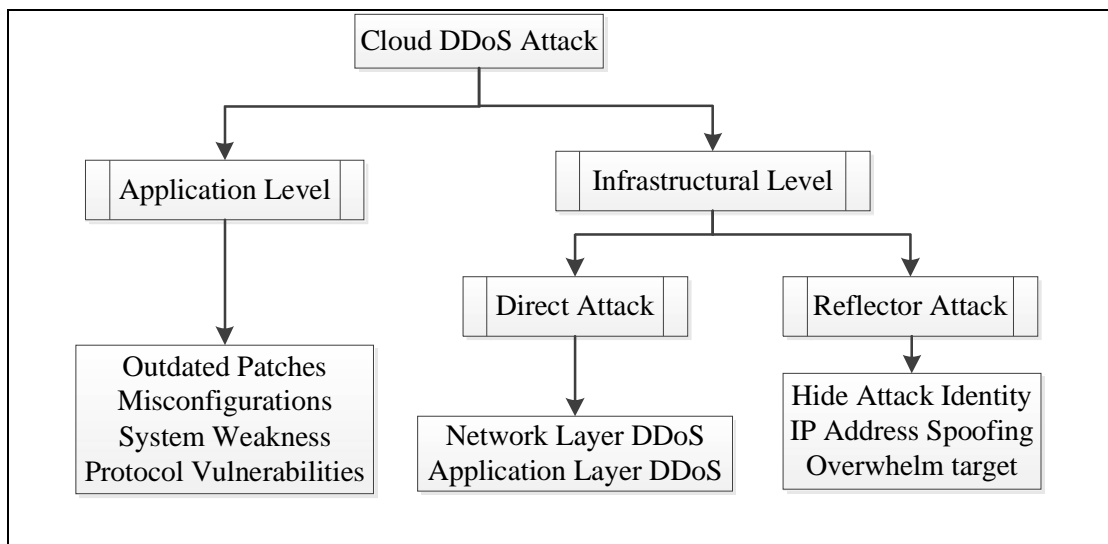 Cloud DDoS Attack
Application Level
Infrastructural Level
Direct Attack
Reflector Attack
Outdated Patches
Misconfigurations
System Weakness
Protocol Vulnerabilities
Network Layer DDoS
Application Layer DDoS
Hide Attack Identity
IP Address Spoofing
Overwhelm target